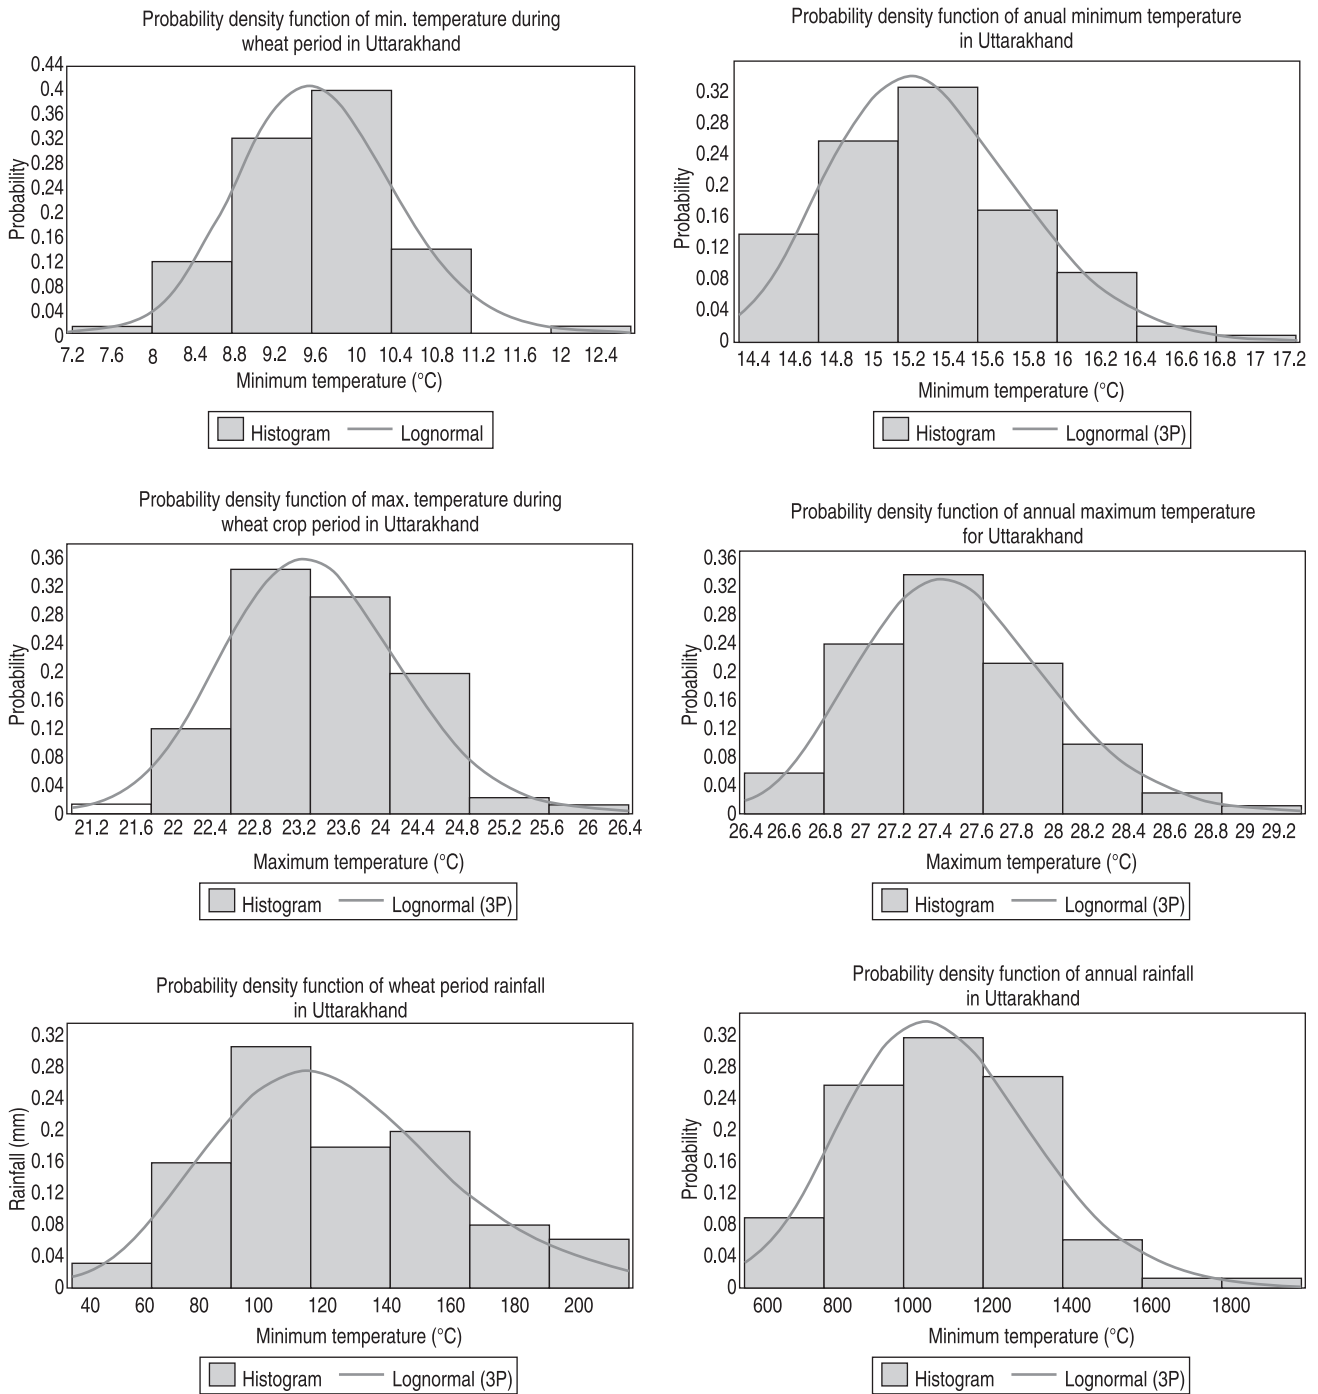 Probability density function of min. temperature during
wheat period in Uttarakhand
0.44
0.4
0.36
0.32
0.28
0.24
0.2
0.16
0.12
0.08
0.04
0
Probability
7.2 7.6 8 8.4 8.8 9.2 9.6 10 10.4 10.8 11.2 11.6 12 12.4
Minimum temperature (°C)
Histogram Lognormal
Probability density function of anual minimum temperature
in Uttarakhand
0.32
0.28
0.24
0.2
0.16
0.12
0.08
0.04
0
Probability
14.4 14.6 14.8 15 15.2 15.4 15.6 15.8 16 16.2 16.4 16.6 16.8 17 17.2
Minimum temperature (°C)
Histogram Lognormal (3P)
Probability density function of max. temperature during
wheat crop period in Uttarakhand
0.36
0.32
0.28
0.24
0.2
0.16
0.12
0.08
0.04
0
Probability
21.2 21.6 22 22.4 22.8 23.2 23.6 24 24.4 24.8 25.2 25.6 26 26.4
Maximum temperature (°C)
Histogram Lognormal (3P)
Probability density function of annual maximum temperature
for Uttarakhand
0.36
0.32
0.28
0.24
0.2
0.16
0.12
0.08
0.04
0
Probability
26.4 26.6 26.8 27 27.2 27.4 27.6 27.8 28 28.2 28.4 28.6 28.8 29 29.2
Maximum temperature (°C)
Histogram Lognormal (3P)
Probability density function of wheat period rainfall
in Uttarakhand
0.32
0.28
0.24
0.2
0.16
0.12
0.08
0.04
0
Rainfall (mm)
40 60 80 100 120 140 160 180 200
Minimum temperature (°C)
Histogram Lognormal (3P)
Probability density function of annual rainfall
in Uttarakhand
0.32
0.28
0.24
0.2
0.16
0.12
0.08
0.04
0
Probability
600 800 1000 1200 1400 1600 1800
Minimum temperature (°C)
Histogram Lognormal (3P)